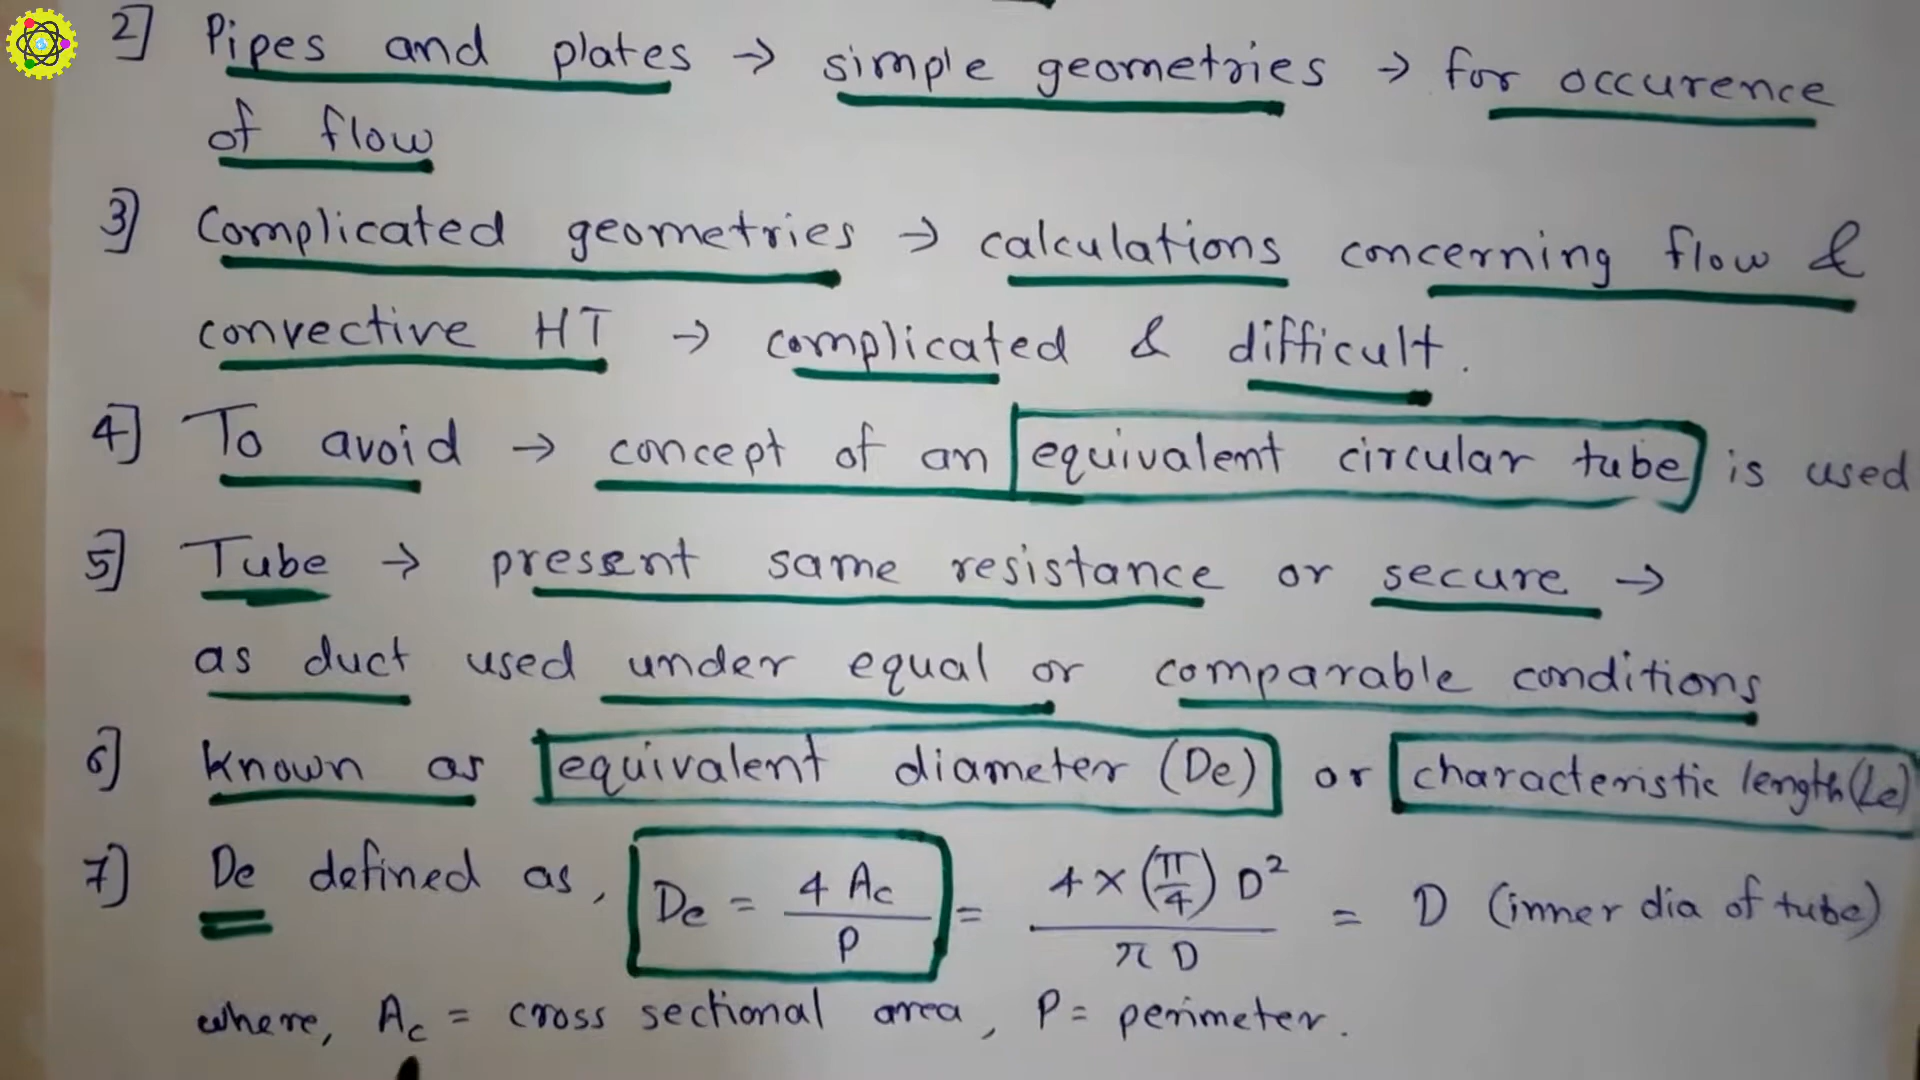 2] Pipes and plates → simple geometries → for occurence
of flow
3] Complicated geometries → calculations concerning flow &
convective HT → complicated & difficult.
4] To avoid → concept of an equivalent circular tube is used
5] Tube → present same resistance or secure →
as duct used under equal or comparable conditions
6] Known as equivalent diameter (De) or characteristic length (Le)
7] De defined as, De = 4 Ac / P = 4 × (π/4) D² / π D = D (inner dia of tube)
where, Ac = cross sectional area, P = perimeter.